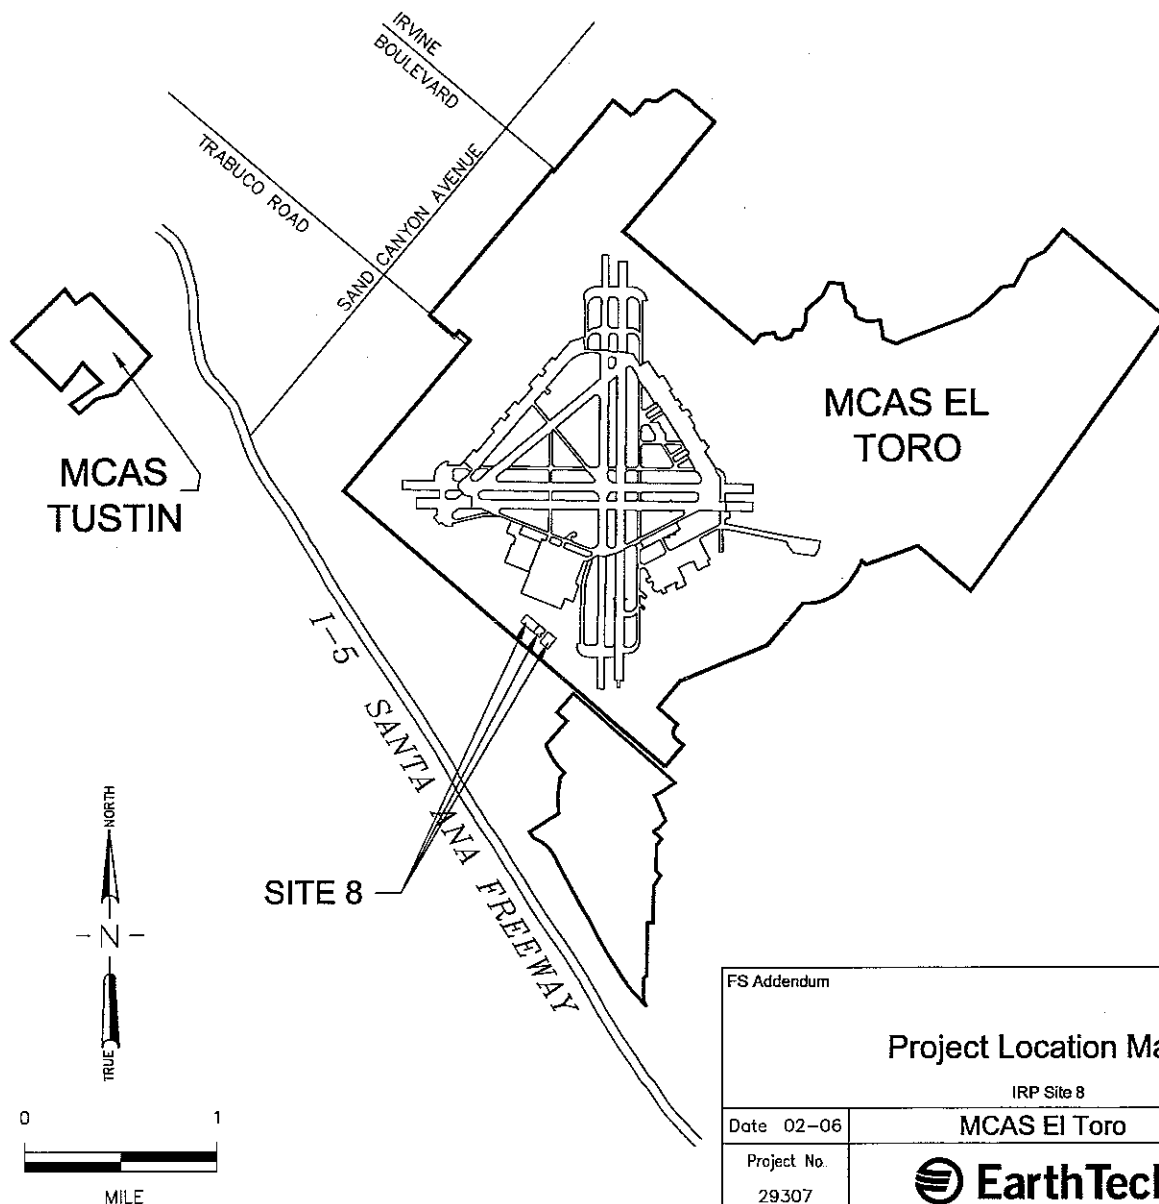 IRVINE
BOULEVARD
TRABUCO ROAD
SAND CANYON AVENUE
MCAS EL
TORO
MCAS
TUSTIN
I-5 SANTA ANA FREEWAY
SITE 8
NORTH
N
TRUE
0 1
MILE
FS Addendum
Project Location Ma
IRP Site 8
Date 02-06
MCAS El Toro
Project No.
29307
EarthTech